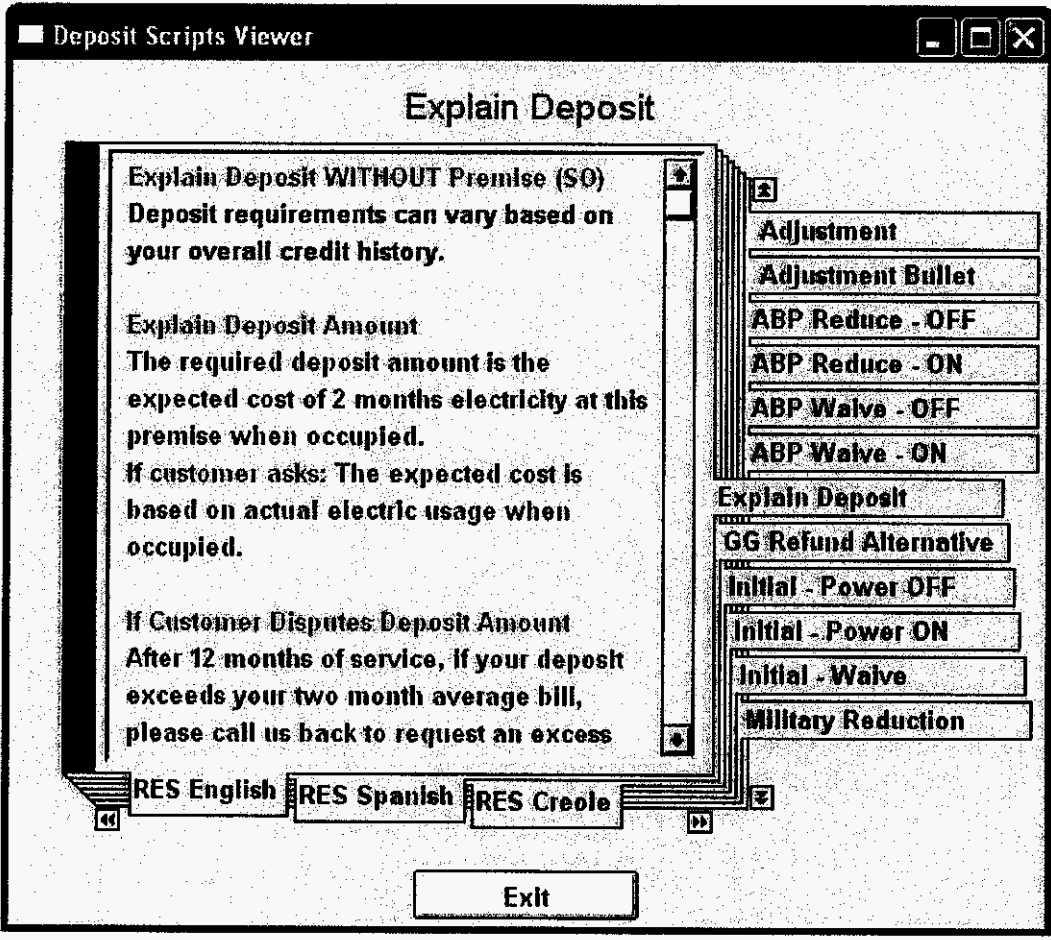 Deposit Scripts Viewer
Explain Deposit
Explain Deposit WITHOUT Premise (SO)
Deposit requirements can vary based on
your overall credit history.
Explain Deposit Amount
The required deposit amount is the
expected cost of 2 months electricity at this
premise when occupied.
If customer asks: The expected cost is
based on actual electric usage when
occupied.
If Customer Disputes Deposit Amount
After 12 months of service, if your deposit
exceeds your two month average bill,
please call us back to request an excess
Adjustment
Adjustment Bullet
ABP Reduce - OFF
ABP Reduce - ON
ABP Waive - OFF
ABP Waive - ON
Explain Deposit
GG Refund Alternative
Initial - Power OFF
Initial - Power ON
Initial - Waive
Military Reduction
RES English
RES Spanish
RES Creole
Exit